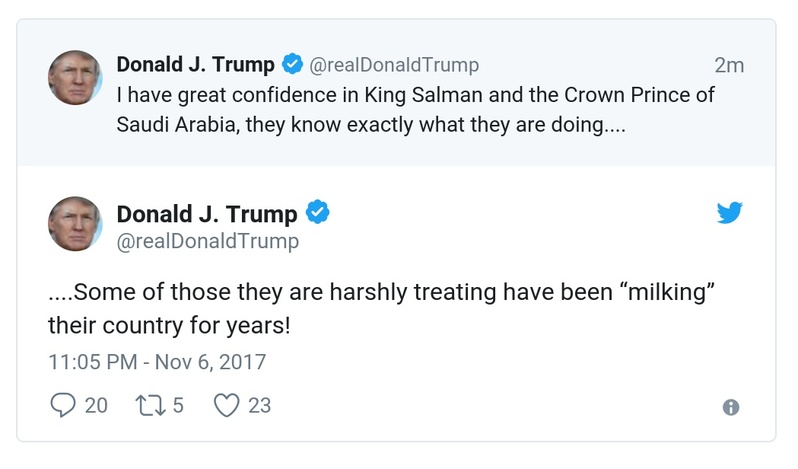 Donald J. Trump @realDonaldTrump 2m
I have great confidence in King Salman and the Crown Prince of
Saudi Arabia, they know exactly what they are doing....
Donald J. Trump
@realDonaldTrump
....Some of those they are harshly treating have been “milking”
their country for years!
11:05 PM - Nov 6, 2017
20 5 23